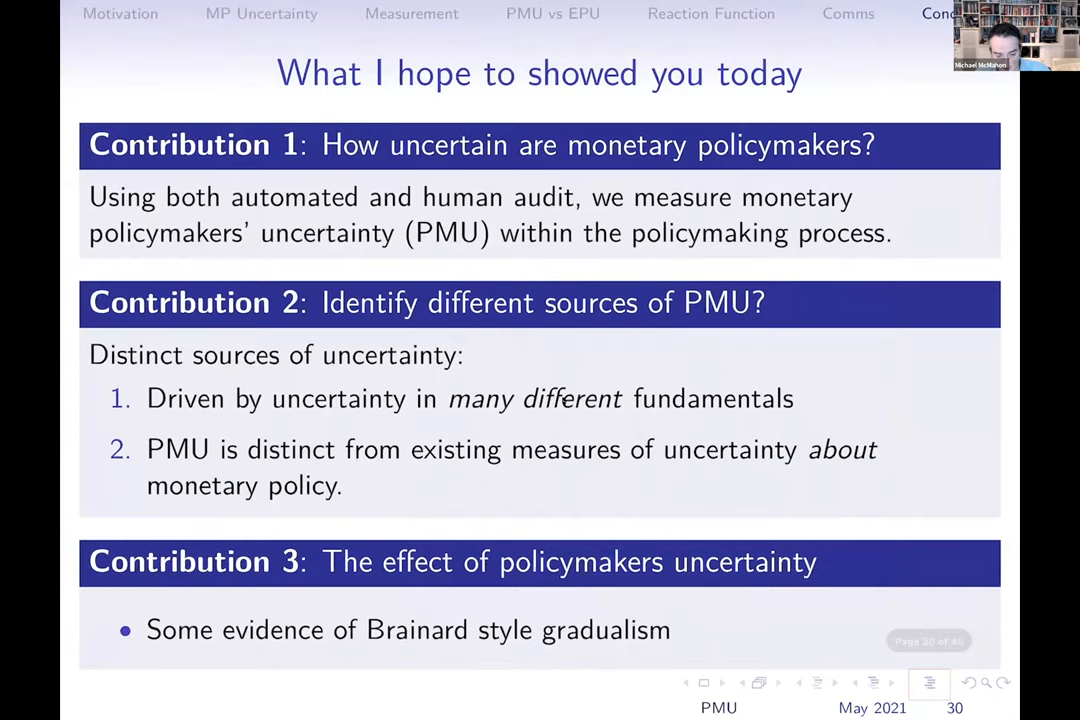 Motivation MP Uncertainty Measurement PMU vs EPU Reaction Function Comms
Michael McMahon
What I hope to showed you today
Contribution 1: How uncertain are monetary policymakers?
Using both automated and human audit, we measure monetary
policymakers' uncertainty (PMU) within the policymaking process.
Contribution 2: Identify different sources of PMU?
Distinct sources of uncertainty:
1. Driven by uncertainty in many different fundamentals
2. PMU is distinct from existing measures of uncertainty about
monetary policy.
Contribution 3: The effect of policymakers uncertainty
• Some evidence of Brainard style gradualism
Page 30 of 46
PMU May 2021 30